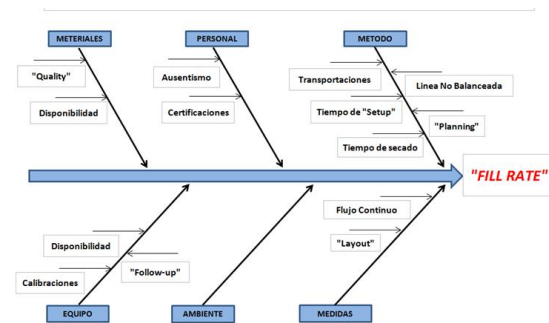 METERIALES
PERSONAL
METODO
"Quality"
Disponibilidad
Ausentismo
Certificaciones
Transportaciones
Linea No Balanceada
Tiempo de "Setup"
"Planning"
Tiempo de secado
"FILL RATE"
Flujo Continuo
"Layout"
Disponibilidad
"Follow-up"
Calibraciones
EQUIPO
AMBIENTE
MEDIDAS